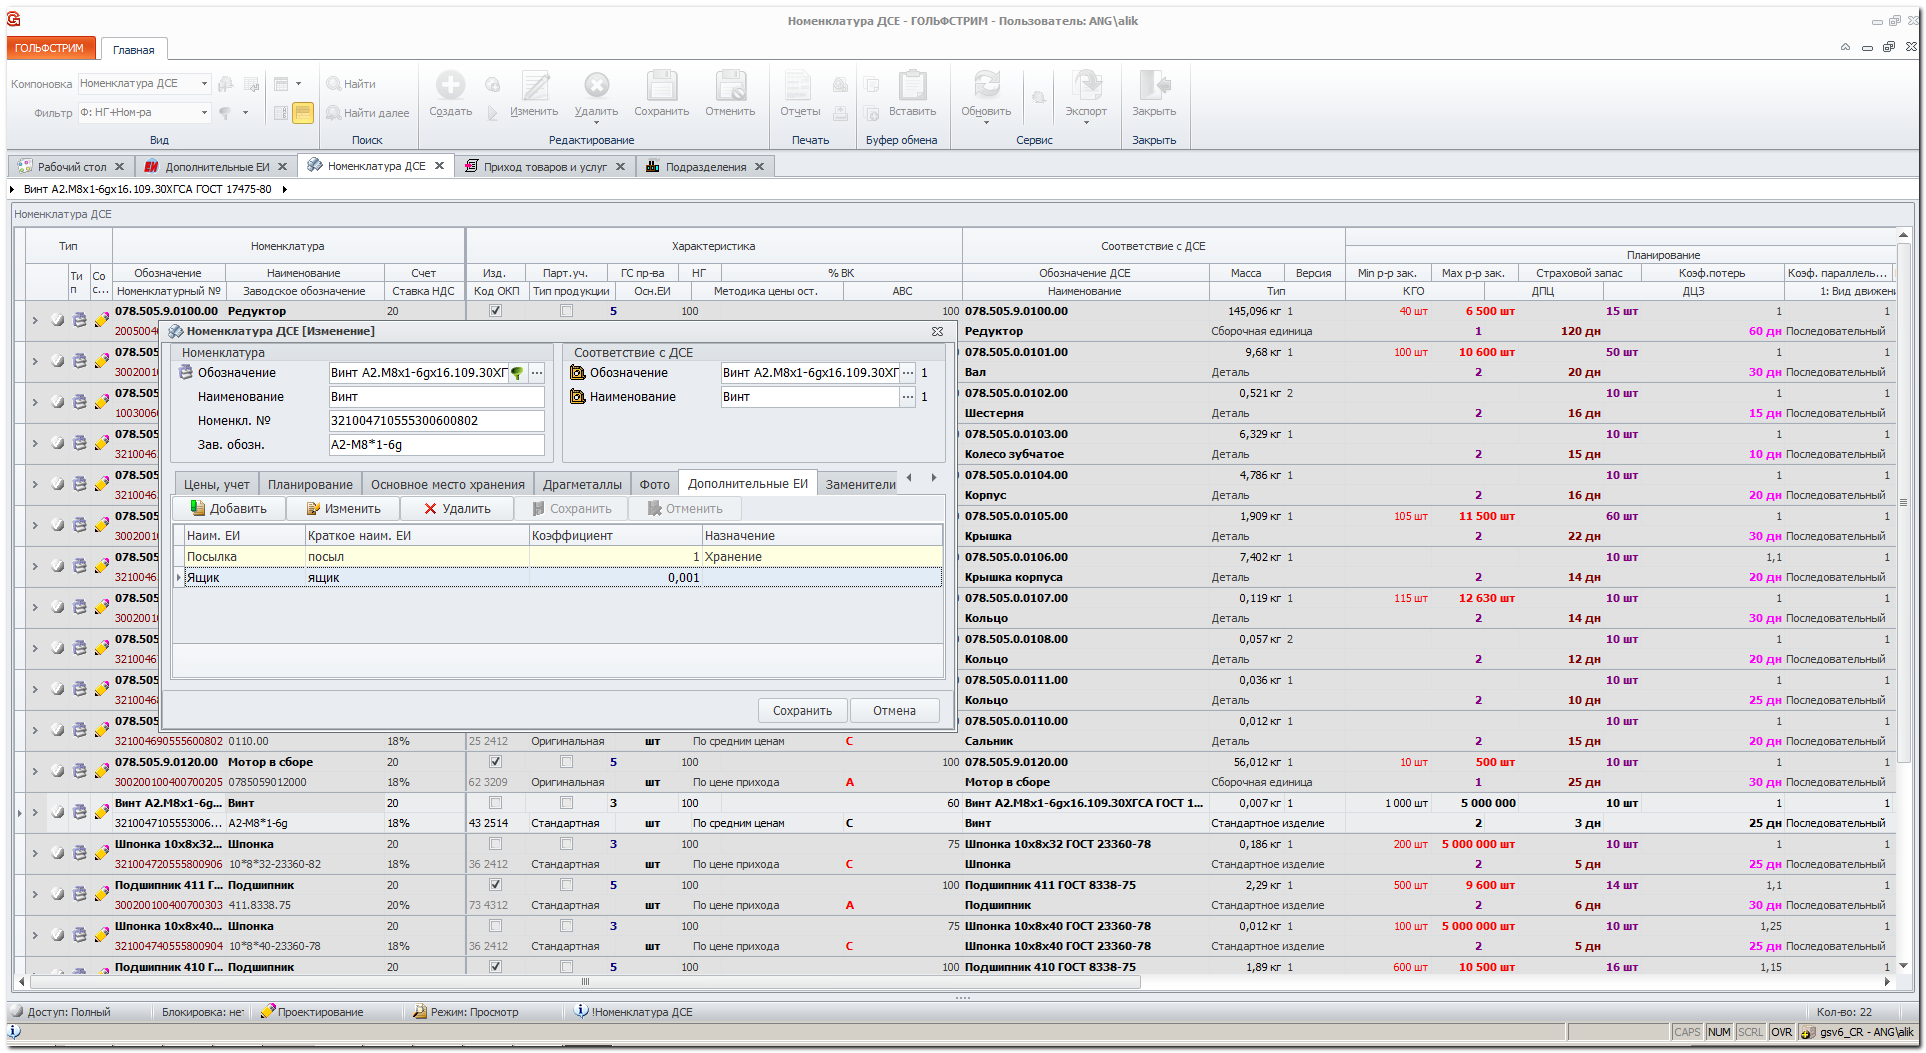 Номенклатура ДСЕ - ГОЛЬФСТРИМ - Пользователь: ANG\alik
ГОЛЬФСТРИМ Главная
Компоновка Номенклатура ДСЕ
Фильтр Ф: НГ+Ном-ра
Вид
Найти
Найти далее
Поиск
Создать Изменить Удалить Сохранить Отменить
Редактирование
Отчеты
Печать
Вставить
Буфер обмена
Обновить Экспорт
Сервис
Закрыть
Закрыть
Рабочий стол Дополнительные ЕИ Номенклатура ДСЕ Приход товаров и услуг Подразделения
Винт А2.М8х1-6gх16.109.30ХГСА ГОСТ 17475-80
Номенклатура ДСЕ
Тип Номенклатура Характеристика Соответствие с ДСЕ Планирование
Ти п Со с... Обозначение Наименование Счет Изд. Парт.уч. ГС пр-ва НГ % ВК Обозначение ДСЕ Масса Версия Min р-р зак. Max р-р зак. Страховой запас Коэф.потерь Коэф. параллель...
Номенклатурный № Заводское обозначение Ставка НДС Код ОКП Тип продукции Осн.ЕИ Методика цены ост. АВС Наименование Тип КГО ДПЦ ДЦЗ 1: Вид движени
078.505.9.0100.00 Редуктор 20 5 100 100 078.505.9.0100.00 145,096 кг 1 40 шт 6 500 шт 15 шт 1 1
2005004 Редуктор Сборочная единица 1 120 дн 60 дн Последовательный
078.505 078.505.0.0101.00 9,68 кг 1 100 шт 10 600 шт 50 шт 1 1
3002001 Вал Деталь 2 20 дн 30 дн Последовательный
078.505 078.505.0.0102.00 0,521 кг 2 10 шт 1 1
1003006 Шестерня Деталь 2 16 дн 15 дн Последовательный
078.505 078.505.0.0103.00 6,329 кг 1 10 шт 1 1
321004 Колесо зубчатое Деталь 2 15 дн 10 дн Последовательный
078.505 078.505.0.0104.00 4,786 кг 1 10 шт 1 1
321004 Корпус Деталь 2 16 дн 20 дн Последовательный
078.505 078.505.0.0105.00 1,909 кг 1 105 шт 11 500 шт 60 шт 1 1
3002001 Крышка Деталь 2 22 дн 30 дн Последовательный
078.505 078.505.0.0106.00 7,402 кг 1 10 шт 1,1 1
321004 Крышка корпуса Деталь 2 14 дн 20 дн Последовательный
078.505 078.505.0.0107.00 0,119 кг 1 115 шт 12 630 шт 10 шт 1 1
3002001 Кольцо Деталь 2 14 дн 30 дн Последовательный
078.505 078.505.0.0108.00 0,057 кг 2 10 шт 1 1
321004 Кольцо Деталь 2 12 дн 20 дн Последовательный
078.505 078.505.0.0111.00 0,036 кг 1 10 шт 1 1
321004 Кольцо Деталь 2 10 дн 25 дн Последовательный
078.505 078.505.0.0110.00 0,012 кг 1 10 шт 1 1
321004690555600802 0110.00 18% 25 2412 Оригинальная шт По средним ценам С Сальник Деталь 2 15 дн 20 дн Последовательный
078.505.9.0120.00 Мотор в сборе 20 5 100 100 078.505.9.0120.00 56,012 кг 1 10 шт 500 шт 10 шт 1 1
300200100400700205 0785059012000 18% 62 3209 Оригинальная шт По цене прихода А Мотор в сборе Сборочная единица 1 25 дн 30 дн Последовательный
Винт А2.М8х1-6g... Винт 20 3 100 60 Винт А2.М8х1-6gх16.109.30ХГСА ГОСТ 1... 0,007 кг 1 1 000 шт 5 000 000 10 шт 1 1
3210047105553006... А2-М8*1-6g 18% 43 2514 Стандартная шт По средним ценам С Винт Стандартное изделие 2 3 дн 25 дн Последовательный
Шпонка 10х8х32... Шпонка 3 75 Шпонка 10х8х32 ГОСТ 23360-78 0,186 кг 1 200 шт 5 000 000 шт 10 шт 1 1
321004720555800906 10*8*32-23360-82 18% 36 2412 Стандартная шт По цене прихода С Шпонка Стандартное изделие 2 5 дн 25 дн Последовательный
Подшипник 411 Г... Подшипник 20 5 100 100 Подшипник 411 ГОСТ 8338-75 2,29 кг 1 500 шт 9 600 шт 14 шт 1,1 1
300200100400700303 411.8338.75 20% 73 4312 Стандартная шт По цене прихода А Подшипник Стандартное изделие 2 6 дн 30 дн Последовательный
Шпонка 10х8х40... Шпонка 20 3 100 75 Шпонка 10х8х40 ГОСТ 23360-78 0,012 кг 1 100 шт 5 000 000 шт 10 шт 1,25 1
321004740555800904 10*8*40-23360-78 18% 36 2412 Стандартная шт По цене прихода С Шпонка 10х8х40 ГОСТ 23360-78 Стандартное изделие 2 5 дн 25 дн Последовательный
Подшипник 410 Г... Подшипник 20 5 100 100 Подшипник 410 ГОСТ 8338-75 1,89 кг 1 600 шт 10 500 шт 16 шт 1,15 1
Номенклатура ДСЕ [Изменение]
Номенклатура Соответствие с ДСЕ
Обозначение Винт А2.М8х1-6gх16.109.30ХГ ... Обозначение Винт А2.М8х1-6gх16.109.30ХГ ... 1
Наименование Винт Наименование Винт ... 1
Номенкл. № 321004710555300600802
Зав. обозн. А2-М8*1-6g
Цены, учет Планирование Основное место хранения Драгметаллы Фото Дополнительные ЕИ Заменители
Добавить Изменить Удалить Сохранить Отменить
Наим. ЕИ Краткое наим. ЕИ Коэффициент Назначение
Посылка посыл 1 Хранение
Ящик ящик 0,001
Сохранить Отмена
Доступ: Полный Блокировка: нет Проектирование Режим: Просмотр !Номенклатура ДСЕ Кол-во: 22
CAPS NUM SCRL OVR gsv6_CR - ANG\alik